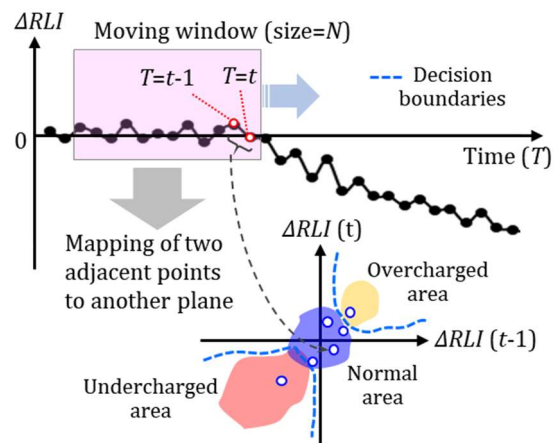 ΔRLI
Moving window (size=N)
T=t-1
T=t
Decision
boundaries
0
Time (T)
Mapping of two
adjacent points
to another plane
ΔRLI (t)
Overcharged
area
ΔRLI (t-1)
Undercharged
area
Normal
area